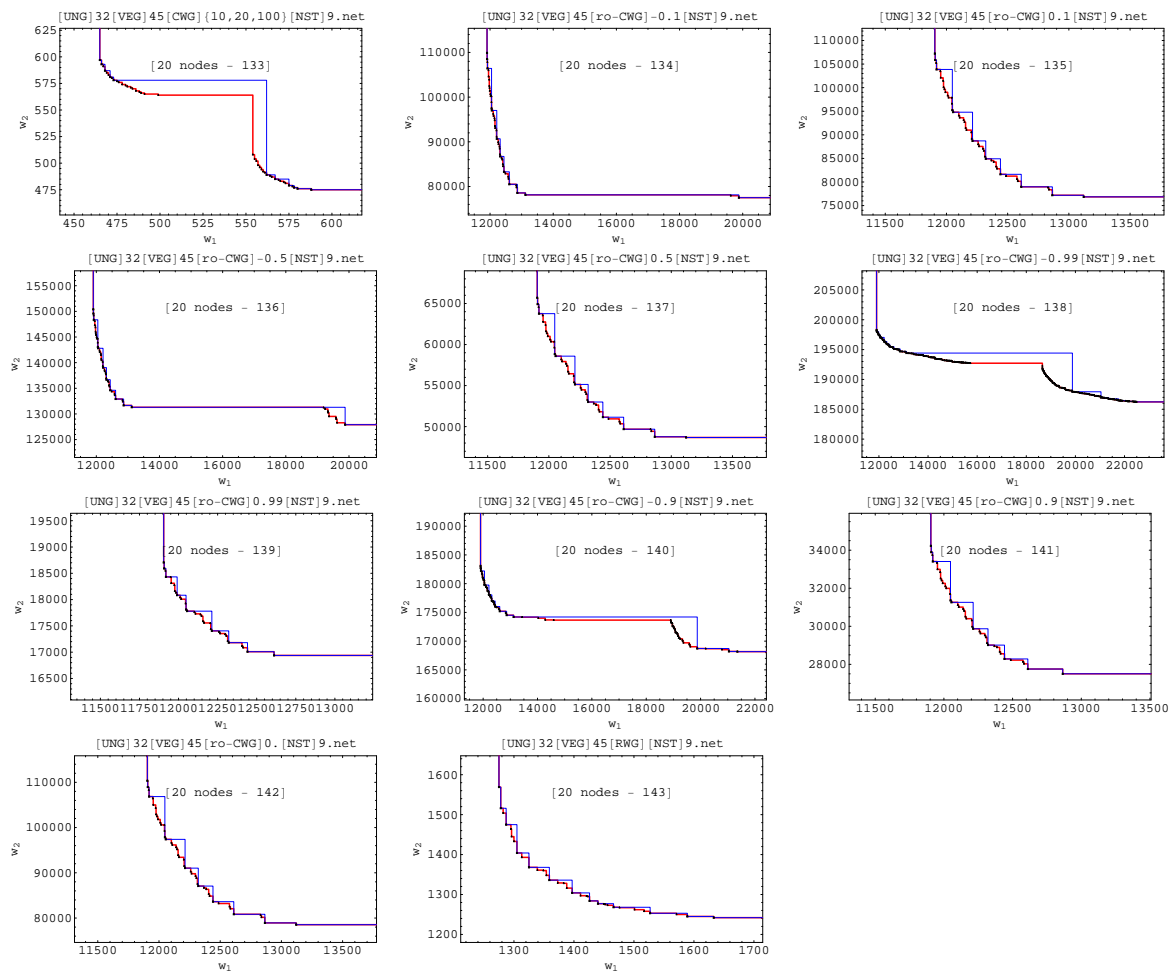 [UNG]32[VEG]45[CWG]{10,20,100}[NST]9.net
[20 nodes - 133]
625
600
575
550
525
500
475
w2
450 475 500 525 550 575 600
w1
[UNG]32[VEG]45[ro-CWG]-0.1[NST]9.net
[20 nodes - 134]
110000
100000
90000
80000
w2
12000 14000 16000 18000 20000
w1
[UNG]32[VEG]45[ro-CWG]0.1[NST]9.net
[20 nodes - 135]
110000
105000
100000
95000
90000
85000
80000
75000
w2
11500 12000 12500 13000 13500
w1
[UNG]32[VEG]45[ro-CWG]-0.5[NST]9.net
[20 nodes - 136]
155000
150000
145000
140000
135000
130000
125000
w2
12000 14000 16000 18000 20000
w1
[UNG]32[VEG]45[ro-CWG]0.5[NST]9.net
[20 nodes - 137]
65000
60000
55000
50000
w2
11500 12000 12500 13000 13500
w1
[UNG]32[VEG]45[ro-CWG]-0.99[NST]9.net
[20 nodes - 138]
205000
200000
195000
190000
185000
180000
w2
12000 14000 16000 18000 20000 22000
w1
[UNG]32[VEG]45[ro-CWG]0.99[NST]9.net
20 nodes - 139]
19500
19000
18500
18000
17500
17000
16500
w2
11500 11750 12000 12250 12500 12750 13000
w1
[UNG]32[VEG]45[ro-CWG]-0.9[NST]9.net
[20 nodes - 140]
190000
185000
180000
175000
170000
165000
160000
w2
12000 14000 16000 18000 20000 22000
w1
[UNG]32[VEG]45[ro-CWG]0.9[NST]9.net
[20 nodes - 141]
34000
32000
30000
28000
w2
11500 12000 12500 13000 13500
w1
[UNG]32[VEG]45[ro-CWG]0.[NST]9.net
[20 nodes - 142]
110000
100000
90000
80000
w2
11500 12000 12500 13000 13500
w1
[UNG]32[VEG]45[RWG][NST]9.net
[20 nodes - 143]
1600
1500
1400
1300
1200
w2
1300 1400 1500 1600 1700
w1